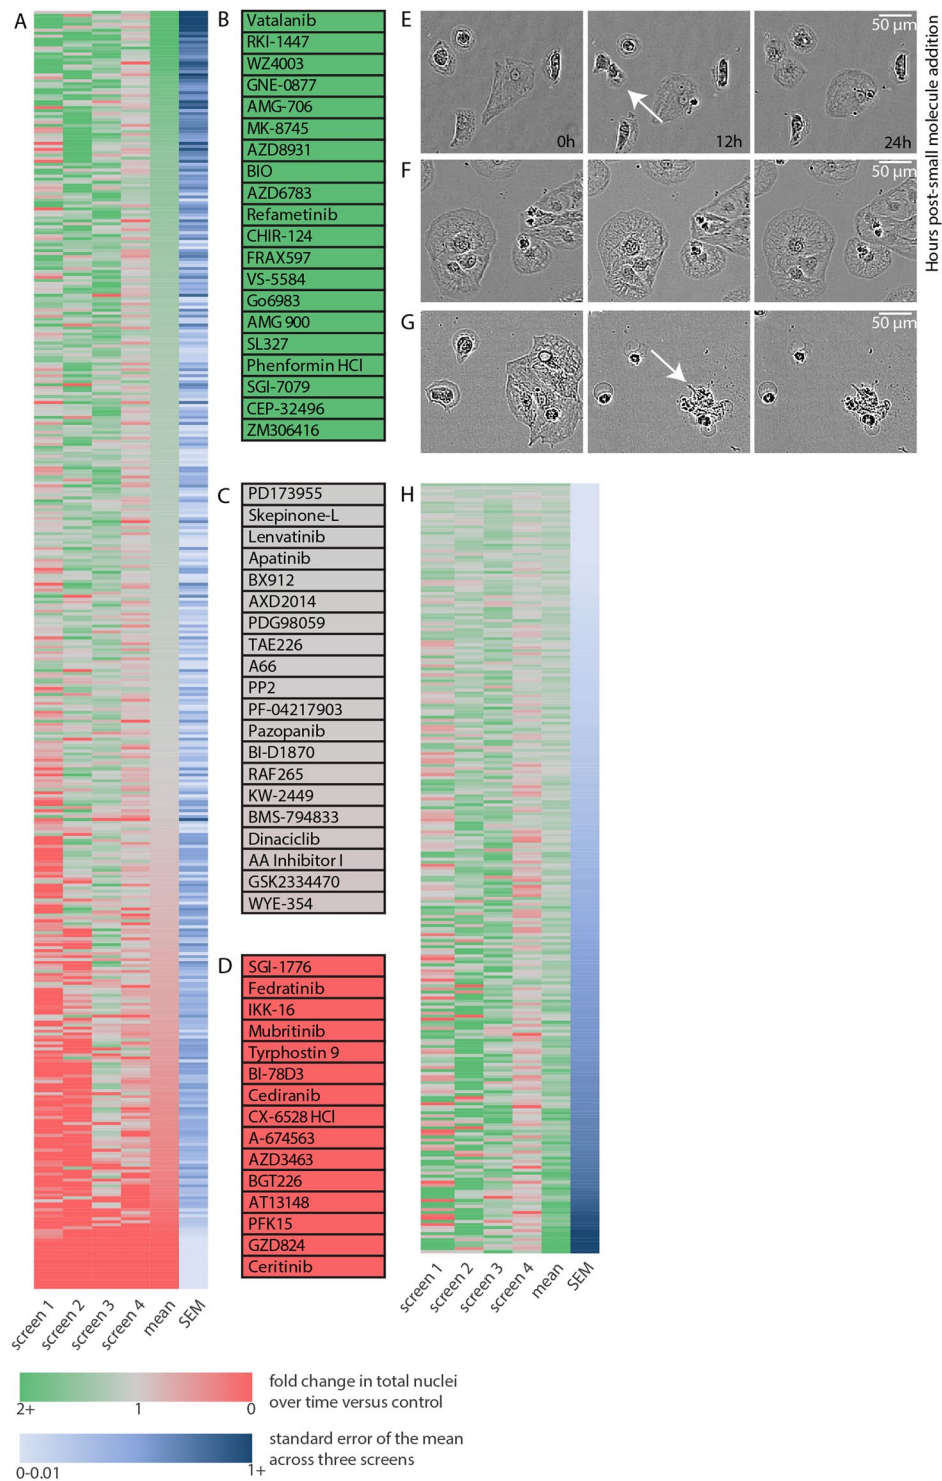 A
B
Vatalanib
RKI-1447
WZ4003
GNE-0877
AMG-706
MK-8745
AZD8931
BIO
AZD6783
Refametinib
CHIR-124
FRAX597
VS-5584
Go6983
AMG 900
SL327
Phenformin HCl
SGI-7079
CEP-32496
ZM306416
C
PD173955
Skepinone-L
Lenvatinib
Apatinib
BX912
AXD2014
PDG98059
TAE226
A66
PP2
PF-04217903
Pazopanib
BI-D1870
RAF265
KW-2449
BMS-794833
Dinaciclib
AA Inhibitor I
GSK2334470
WYE-354
D
SGI-1776
Fedratinib
IKK-16
Mubritinib
Tyrphostin 9
BI-78D3
Cediranib
CX-6528 HCl
A-674563
AZD3463
BGT226
AT13148
PFK15
GZD824
Ceritinib
E
50 µm
0h
12h
24h
F
50 µm
G
50 µm
Hours post-small molecule addition
H
screen 1
screen 2
screen 3
screen 4
mean
SEM
screen 1
screen 2
screen 3
screen 4
mean
SEM
2+
1
0
fold change in total nuclei
over time versus control
0-0.01
1+
standard error of the mean
across three screens